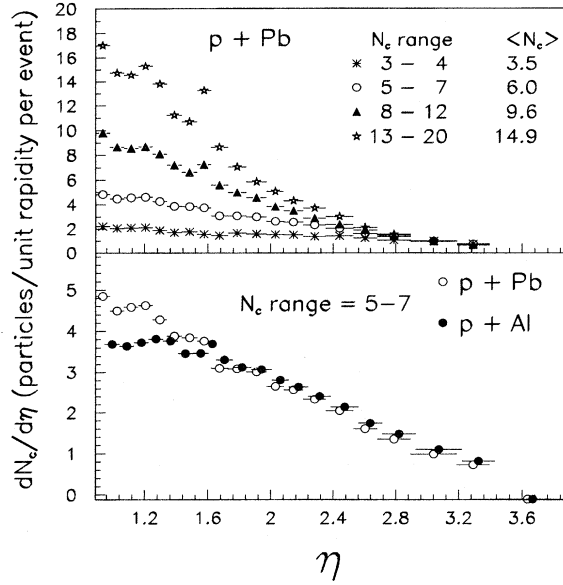 20
18
16
14
12
10
8
6
4
2
0
p + Pb
N_c range <N_c>
3 – 4 3.5
5 – 7 6.0
8 – 12 9.6
13 – 20 14.9
dN_c/dη (particles/unit rapidity per event)
5
4
3
2
1
0
N_c range = 5–7
p + Pb
p + Al
1.2 1.6 2 2.4 2.8 3.2 3.6
η